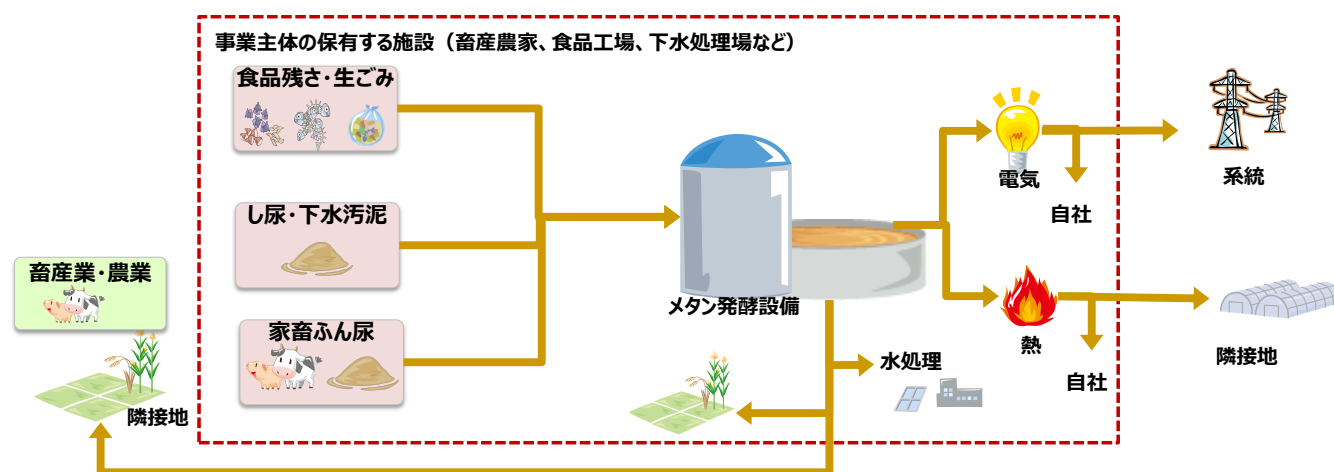 事業主体の保有する施設（畜産農家、食品工場、下水処理場など）
食品残さ・生ごみ
し尿・下水汚泥
家畜ふん尿
畜産業・農業
隣接地
メタン発酵設備
水処理
電気
自社
系統
熱
自社
隣接地